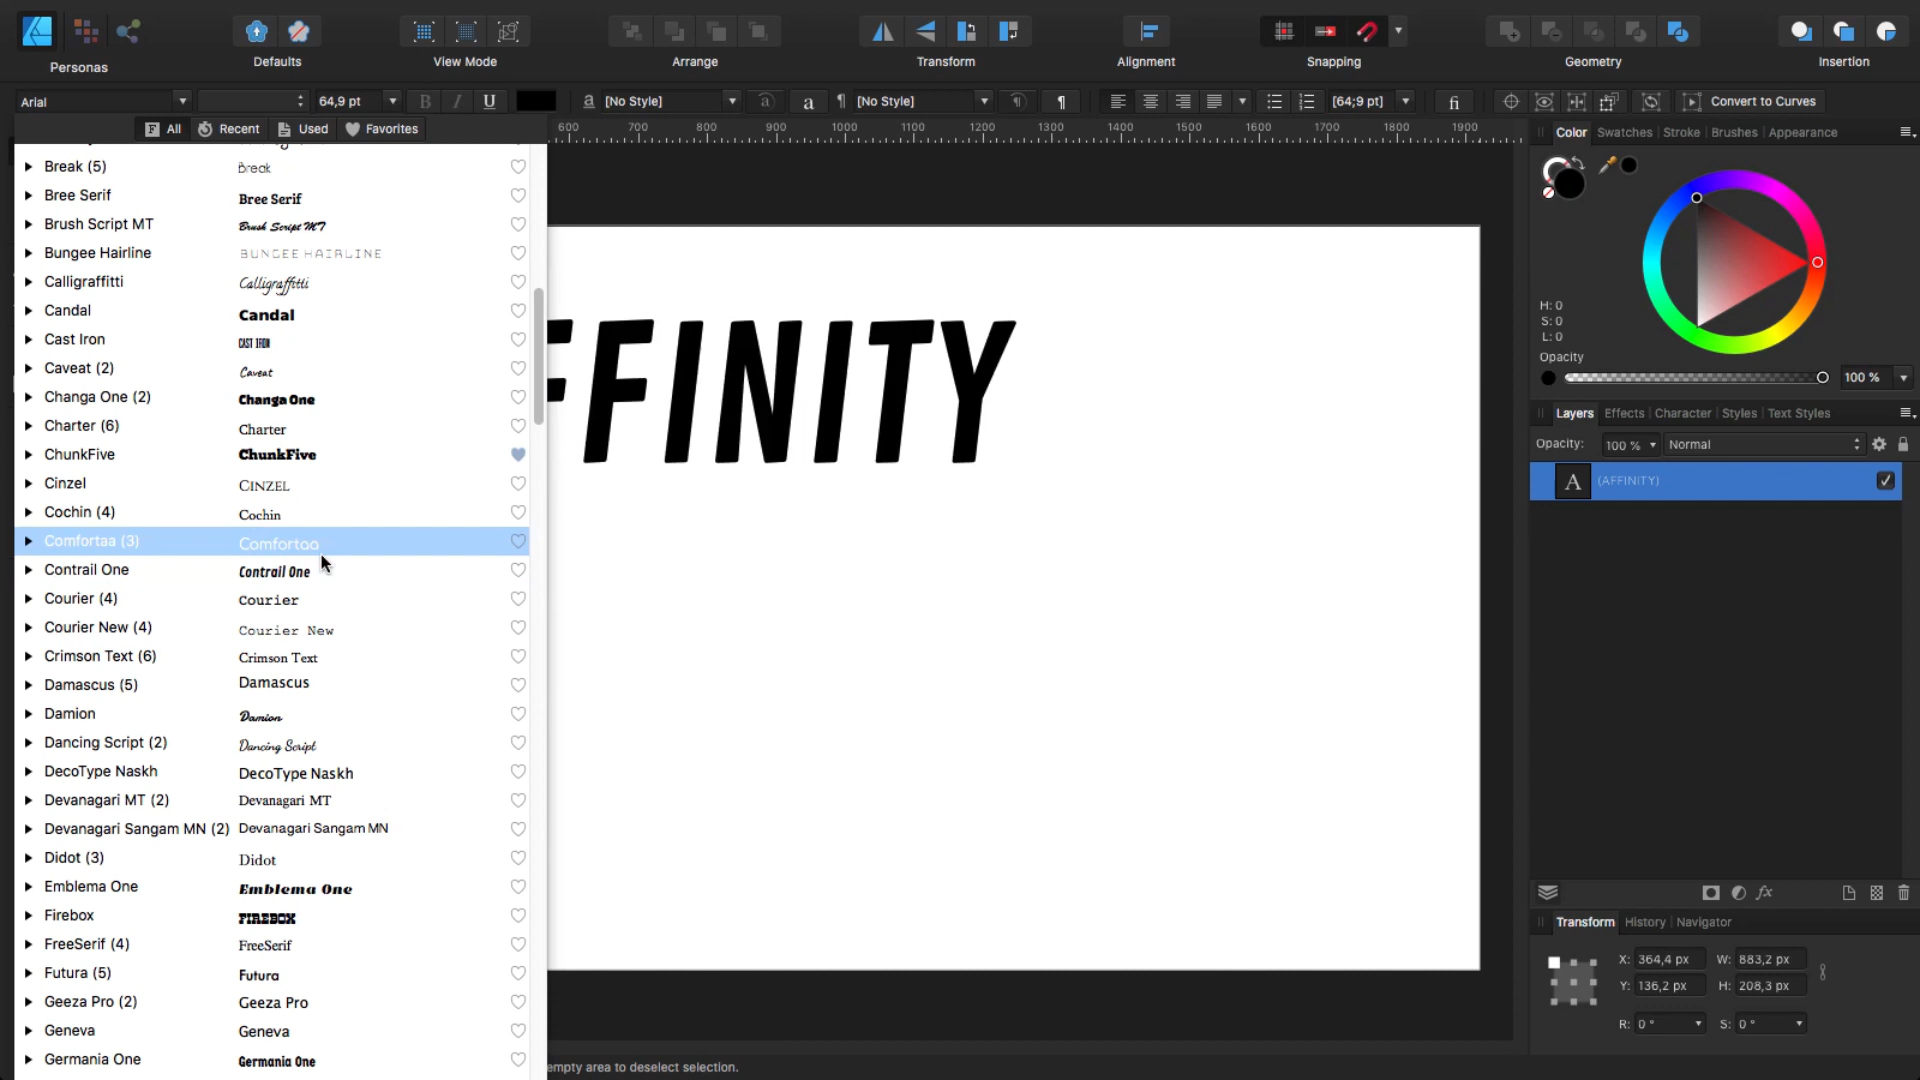 Personas
Defaults
View Mode
Arrange
Transform
Alignment
Snapping
Geometry
Insertion
Arial
64,9 pt
B I U
a [No Style]
a a
¶ [No Style]
¶ ¶
[64;9 pt]
fi
Convert to Curves
All Recent Used Favorites
600 700 800 900 1000 1100 1200 1300 1400 1500 1600 1700 1800 1900
Break (5) Break
Bree Serif Bree Serif
Brush Script MT Brush Script MT
Bungee Hairline BUNGEE HAIRLINE
Calligraffitti Calligraffitti
Candal Candal
Cast Iron CAST IRON
Caveat (2) Caveat
Changa One (2) Changa One
Charter (6) Charter
ChunkFive ChunkFive
Cinzel CINZEL
Cochin (4) Cochin
Comfortaa (3) Comfortaa
Contrail One Contrail One
Courier (4) Courier
Courier New (4) Courier New
Crimson Text (6) Crimson Text
Damascus (5) Damascus
Damion Damion
Dancing Script (2) Dancing Script
DecoType Naskh DecoType Naskh
Devanagari MT (2) Devanagari MT
Devanagari Sangam MN (2) Devanagari Sangam MN
Didot (3) Didot
Emblema One Emblema One
Firebox FIREBOX
FreeSerif (4) FreeSerif
Futura (5) Futura
Geeza Pro (2) Geeza Pro
Geneva Geneva
Germania One Germania One
FFINITY
empty area to deselect selection.
Color Swatches Stroke Brushes Appearance
H: 0
S: 0
L: 0
Opacity
100 %
Layers Effects Character Styles Text Styles
Opacity: 100 % Normal
A (AFFINITY)
fx
Transform History Navigator
X: 364,4 px W: 883,2 px
Y: 136,2 px H: 208,3 px
R: 0 ° S: 0 °